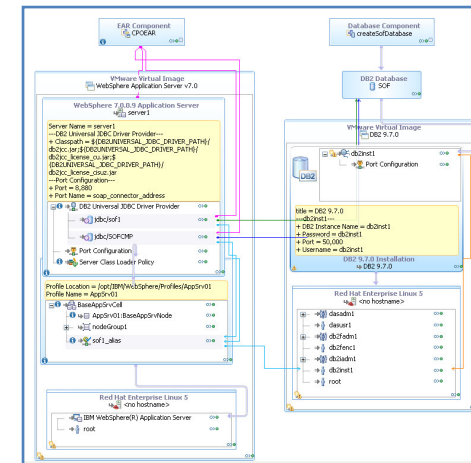 EAR Component
CPOEAR
Database Component
createSofDatabase
DB2 Database
SOF
VMware Virtual Image
WebSphere Application Server v7.0
WebSphere 7.0.0.9 Application Server
server1
Server Name = server1
---DB2 Universal JDBC Driver Provider---
+ Classpath = ${DB2UNIVERSAL_JDBC_DRIVER_PATH}/
db2jcc.jar;${DB2UNIVERSAL_JDBC_DRIVER_PATH}/
db2jcc_license_cu.jar;$
{DB2UNIVERSAL_JDBC_DRIVER_PATH}/
db2jcc_license_cisuz.jar
---Port Configuration---
+ Port = 8,880
+ Port Name = soap_connector_address
DB2 Universal JDBC Driver Provider
jdbc/sof1
jdbc/SOFCMP
Port Configuration
Server Class Loader Policy
Profile Location = /opt/IBM/WebSphere/Profiles/AppSrv01
Profile Name = AppSrv01
BaseAppSrvCell
AppSrv01:BaseAppSrvNode
nodeGroup1
sof1_alias
Red Hat Enterprise Linux 5
<no hostname>
IBM WebSphere(R) Application Server
root
VMware Virtual Image
DB2 9.7.0
db2inst1
Port Configuration
DB2
title = DB2 9.7.0
---db2inst1---
+ DB2 Instance Name = db2inst1
+ Password = db2inst1
+ Port = 50,000
+ Username = db2inst1
DB2 9.7.0 Installation
DB2 9.7.0
Red Hat Enterprise Linux 5
<no hostname>
dasadm1
dasusr1
db2fadm1
db2fenc1
db2iadm1
db2inst1
root